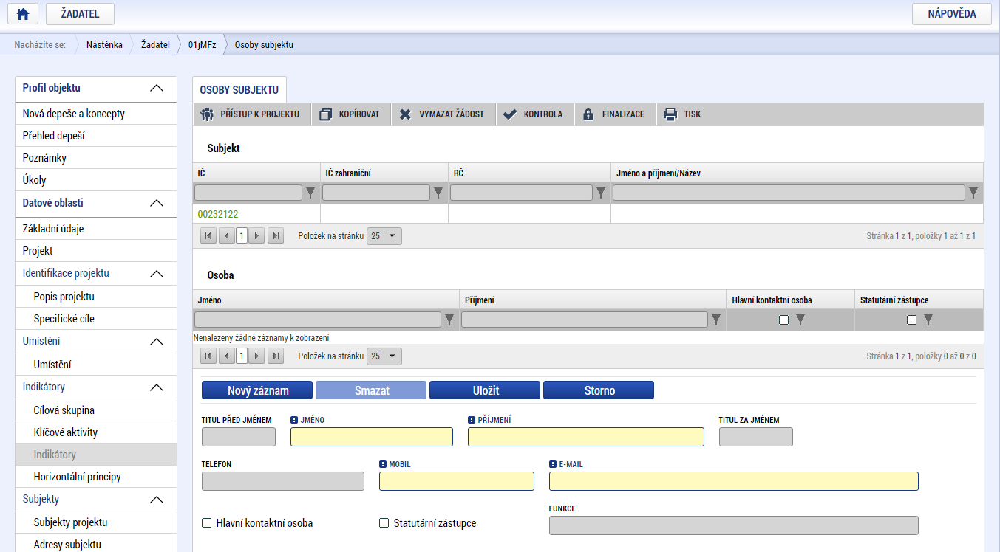 ŽADATEL
NÁPOVĚDA
Nacházíte se: Nástěnka Žadatel 01jMFz Osoby subjektu
Profil objektu
Nová depeše a koncepty
Přehled depeší
Poznámky
Úkoly
Datové oblasti
Základní údaje
Projekt
Identifikace projektu
Popis projektu
Specifické cíle
Umístění
Umístění
Indikátory
Cílová skupina
Klíčové aktivity
Indikátory
Horizontální principy
Subjekty
Subjekty projektu
Adresy subjektu
OSOBY SUBJEKTU
PŘÍSTUP K PROJEKTU KOPÍROVAT VYMAZAT ŽÁDOST KONTROLA FINALIZACE TISK
Subjekt
IČ IČ zahraniční RČ Jméno a příjmení/Název
00232122
1 Položek na stránku 25 Stránka 1 z 1, položky 1 až 1 z 1
Osoba
Jméno Příjmení Hlavní kontaktní osoba Statutární zástupce
Nenalezeny žádné záznamy k zobrazení
1 Položek na stránku 25 Stránka 1 z 1, položky 0 až 0 z 0
Nový záznam Smazat Uložit Storno
TITUL PŘED JMÉNEM JMÉNO PŘÍJMENÍ TITUL ZA JMÉNEM
TELEFON MOBIL E-MAIL
FUNKCE
Hlavní kontaktní osoba Statutární zástupce